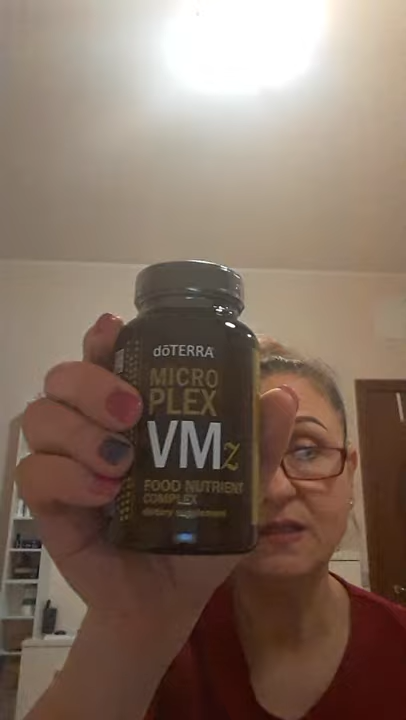 dōTERRA
MICRO
PLEX
VMz
FOOD NUTRIENT
COMPLEX
dietary supplement